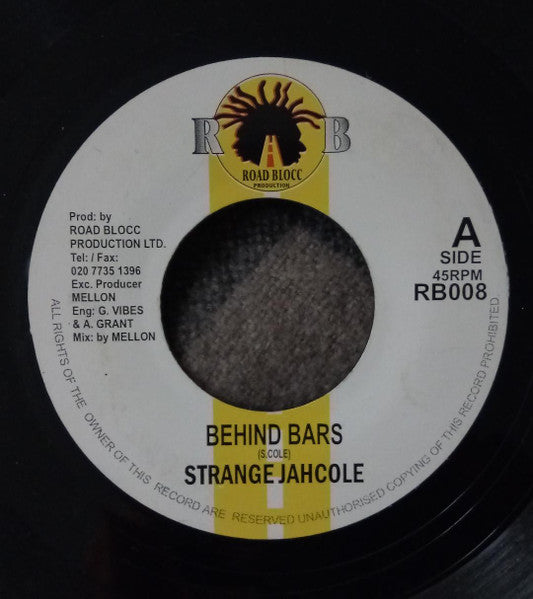 R B
ROAD BLOCC
PRODUCTION
Prod: by
ROAD BLOCC
PRODUCTION LTD.
Tel: / Fax:
020 7735 1396
Exc. Producer
MELLON
Eng: G. VIBES
& A. GRANT
Mix: by MELLON
A
SIDE
45RPM
RB008
BEHIND BARS
(S.COLE)
STRANGE JAHCOLE
ALL RIGHTS OF THE OWNER OF THIS RECORD ARE RESERVED UNAUTHORISED COPYING OF THIS RECORD PROHIBITED.